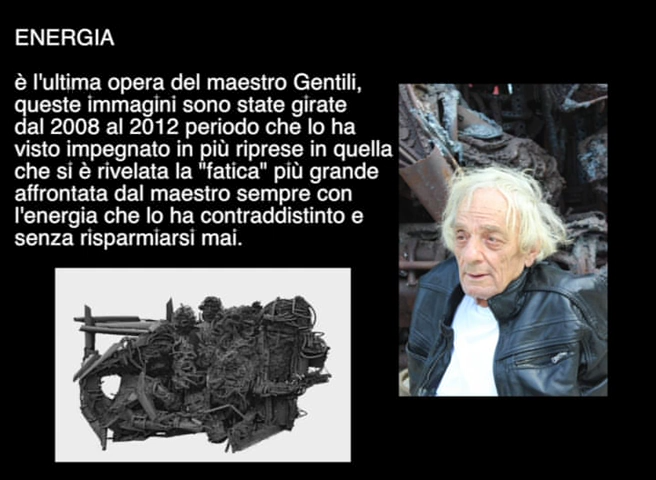 ENERGIA
è l'ultima opera del maestro Gentili,
queste immagini sono state girate
dal 2008 al 2012 periodo che lo ha
visto impegnato in più riprese in quella
che si è rivelata la "fatica" più grande
affrontata dal maestro sempre con
l'energia che lo ha contraddistinto e
senza risparmiarsi mai.